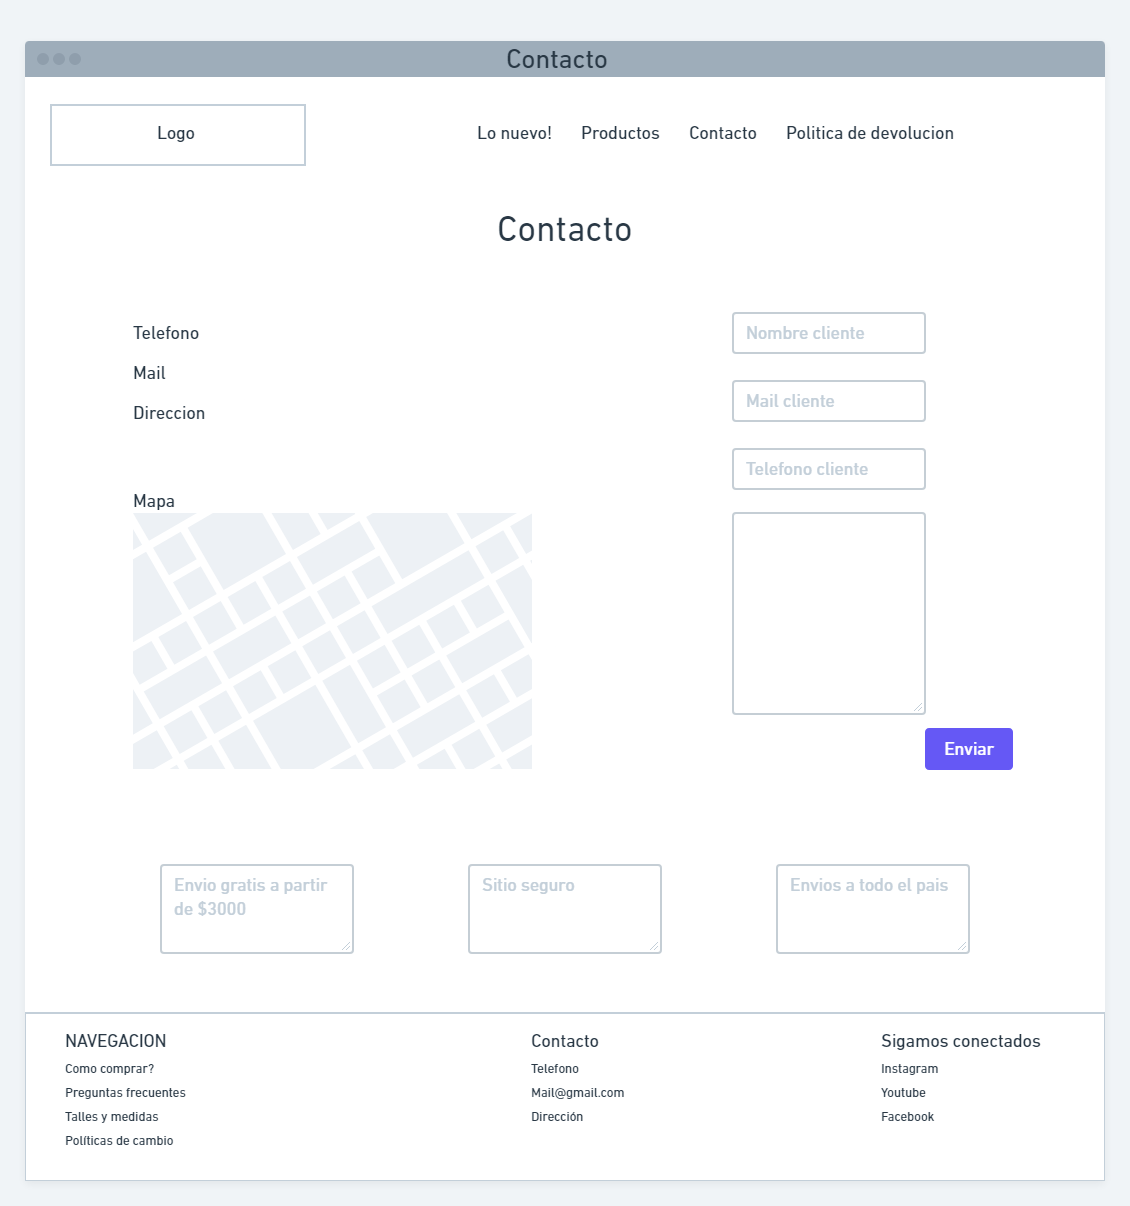 Contacto
Logo
Lo nuevo! Productos Contacto Politica de devolucion
Contacto
Telefono
Mail
Direccion
Mapa
Nombre cliente
Mail cliente
Telefono cliente
Enviar
Envio gratis a partir
de $3000
Sitio seguro
Envios a todo el pais
NAVEGACION
Como comprar?
Preguntas frecuentes
Talles y medidas
Políticas de cambio
Contacto
Telefono
Mail@gmail.com
Dirección
Sigamos conectados
Instagram
Youtube
Facebook